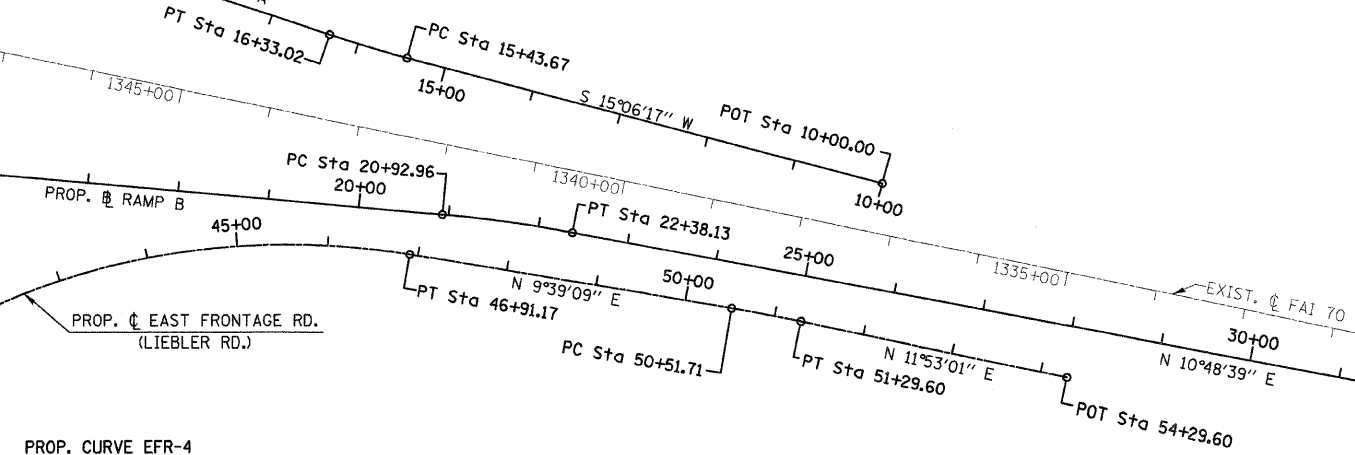 PT Sta 16+33.02
PC Sta 15+43.67
15+00
S 15°06'17" W
POT Sta 10+00.00
10+00
1345+00
1340+00
1335+00
EXIST. ℄ FAI 70
PROP. ⅊ RAMP B
20+00
PC Sta 20+92.96
PT Sta 22+38.13
25+00
30+00
N 10°48'39" E
45+00
PT Sta 46+91.17
N 9°39'09" E
50+00
PC Sta 50+51.71
PT Sta 51+29.60
N 11°53'01" E
POT Sta 54+29.60
PROP. ℄ EAST FRONTAGE RD.
(LIEBLER RD.)
PROP. CURVE EFR-4